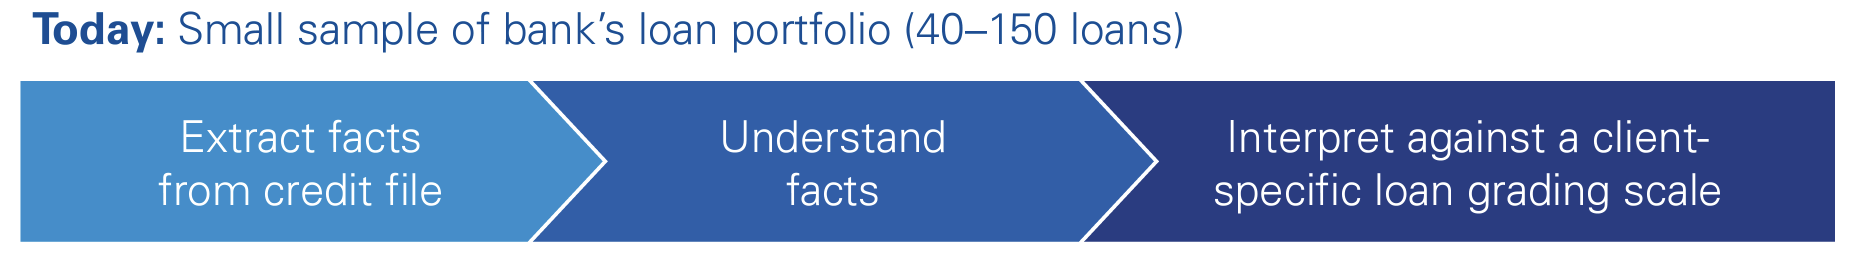 Today: Small sample of bank’s loan portfolio (40–150 loans)
Extract facts
from credit file
Understand
facts
Interpret against a client-
specific loan grading scale